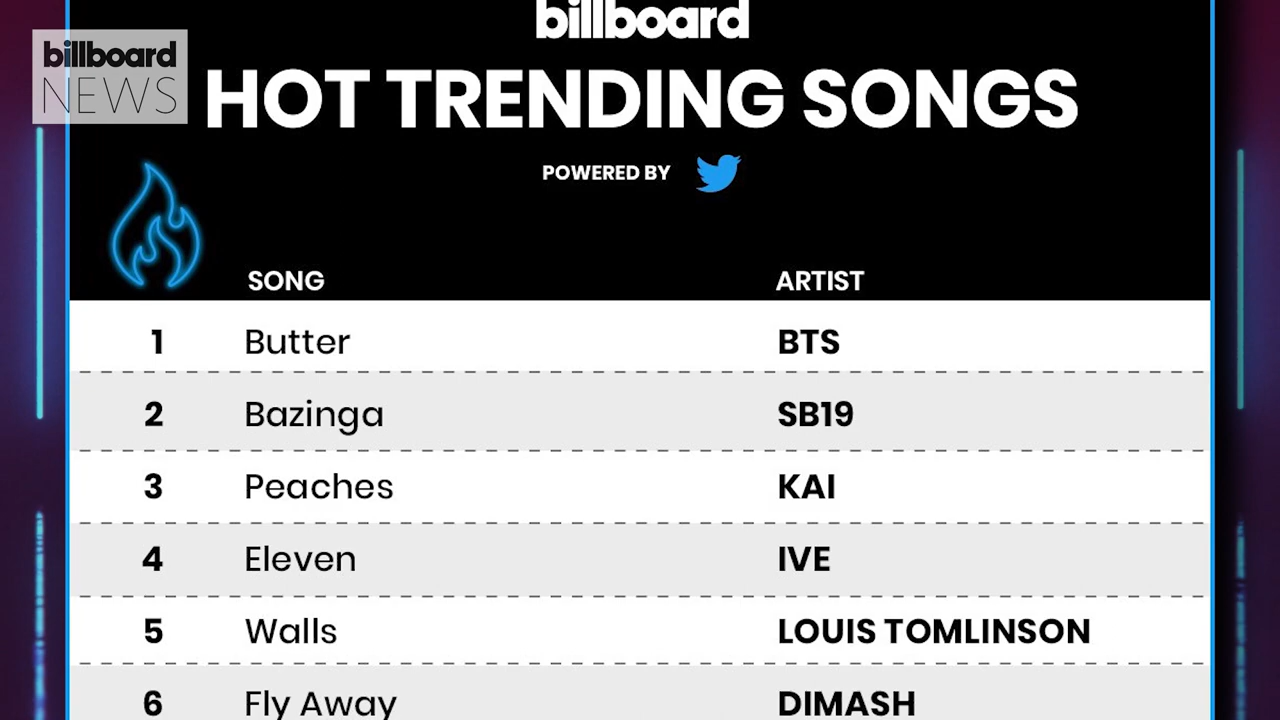 billboard
billboard
NEWS
HOT TRENDING SONGS
POWERED BY
SONG ARTIST
1 Butter BTS
2 Bazinga SB19
3 Peaches KAI
4 Eleven IVE
5 Walls LOUIS TOMLINSON
6 Fly Away DIMASH